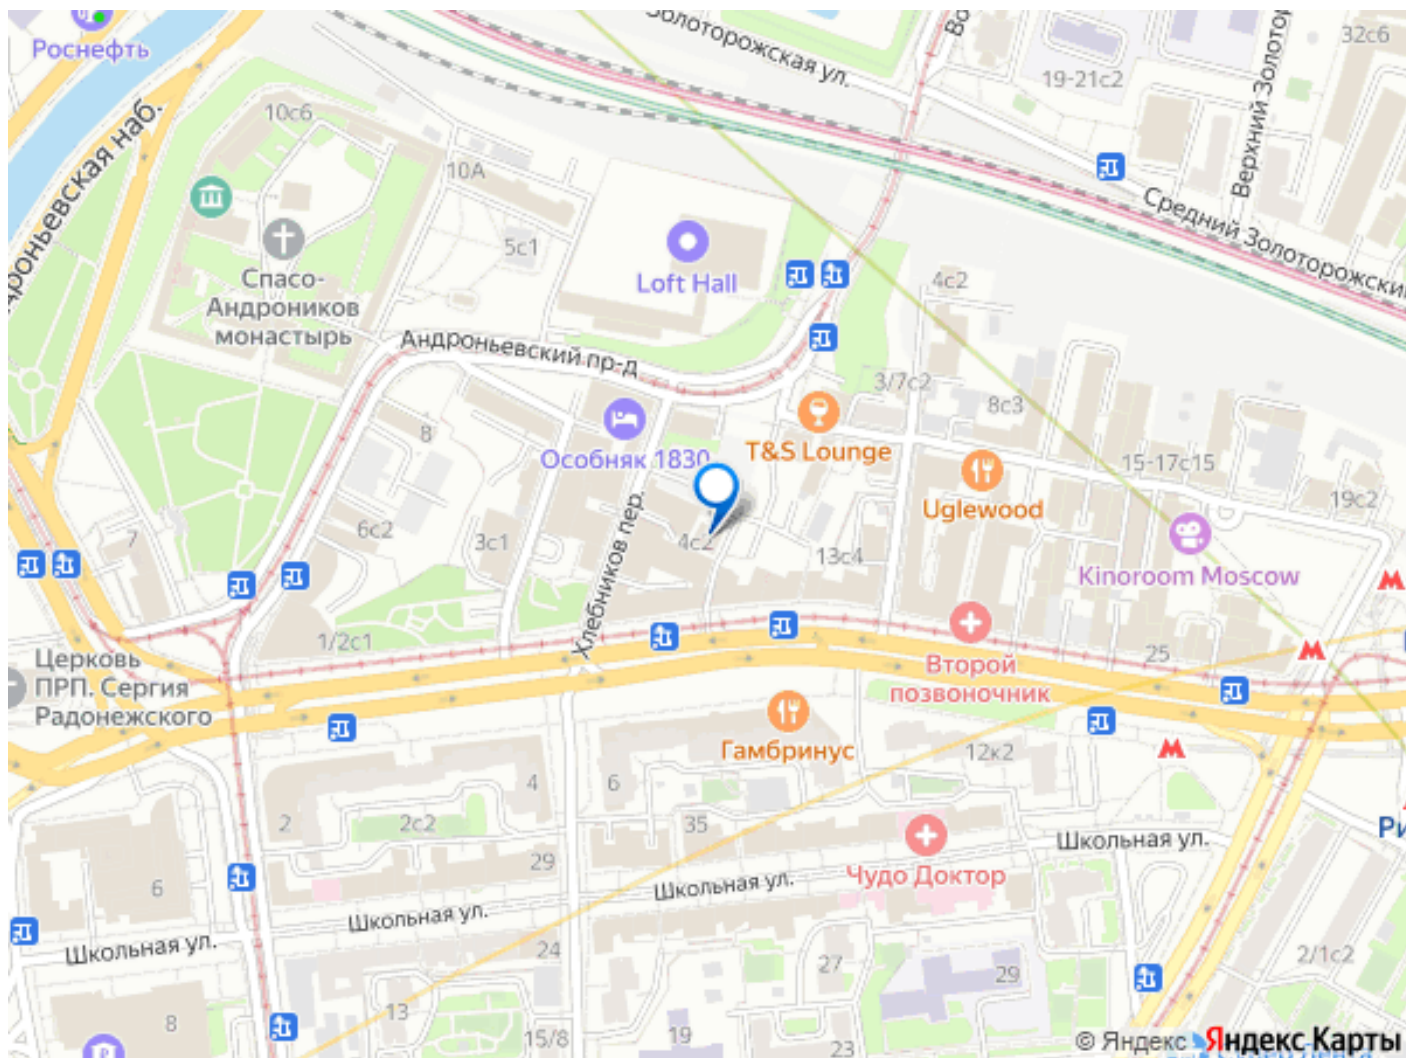 Роснефть
Золоторожская ул.
Во
32с6
19-21с2
Верхний Золотор
10с6
дроньевская наб.
10А
Средний Золоторожский
5с1
Loft Hall
Спасо-
Андроников
монастырь
4с2
Андроньевский пр-д
3/7с2
8с3
8
Особняк 1830
T&S Lounge
15-17с15
Uglewood
19с2
6с2
7
3с1
Хлебников пер.
4с2
13с4
Kinoroom Moscow
1/2с1
Церковь
ПРП. Сергия
Радонежского
Второй
позвоночник
25
Гамбринус
12к2
4
6
2
2с2
35
Школьная ул.
Ри
29
Чудо Доктор
6
Школьная ул.
Школьная ул.
Школьная ул.
24
27
29
2/1с2
13
8
15/8
19
23
© Яндекс Яндекс Карты